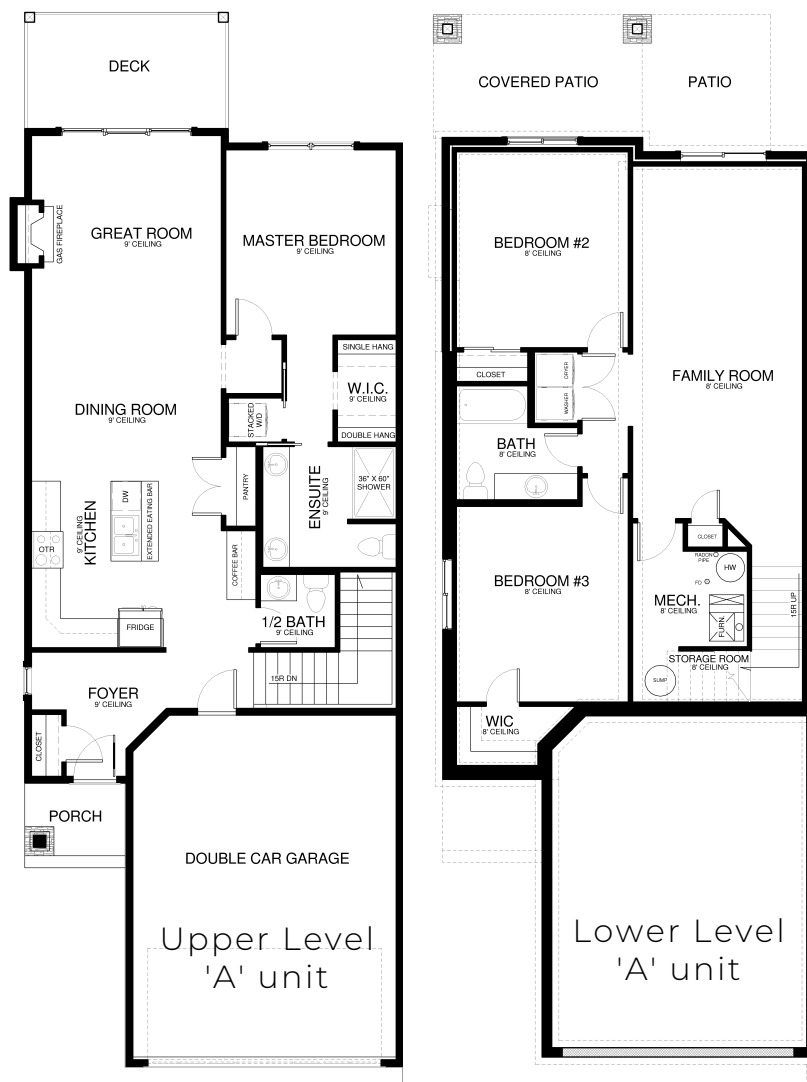 DECK
GREAT ROOM
9' CEILING
GAS FIREPLACE
MASTER BEDROOM
9' CEILING
SINGLE HANG
W.I.C.
9' CEILING
DOUBLE HANG
DINING ROOM
9' CEILING
STACKED
W/D
PANTRY
ENSUITE
9' CEILING
36" X 60"
SHOWER
KITCHEN
9' CEILING
OTR
DW
EXTENDED EATING BAR
COFFEE BAR
FRIDGE
1/2 BATH
9' CEILING
15R DN
FOYER
9' CEILING
CLOSET
PORCH
DOUBLE CAR GARAGE
Upper Level
'A' unit
COVERED PATIO
PATIO
BEDROOM #2
8' CEILING
CLOSET
DRYER
WASHER
FAMILY ROOM
8' CEILING
BATH
8' CEILING
CLOSET
BEDROOM #3
8' CEILING
RADON
PIPE
HW
FD
MECH.
8' CEILING
FURN.
15R UP
STORAGE ROOM
8' CEILING
SUMP
WIC
8' CEILING
Lower Level
'A' unit